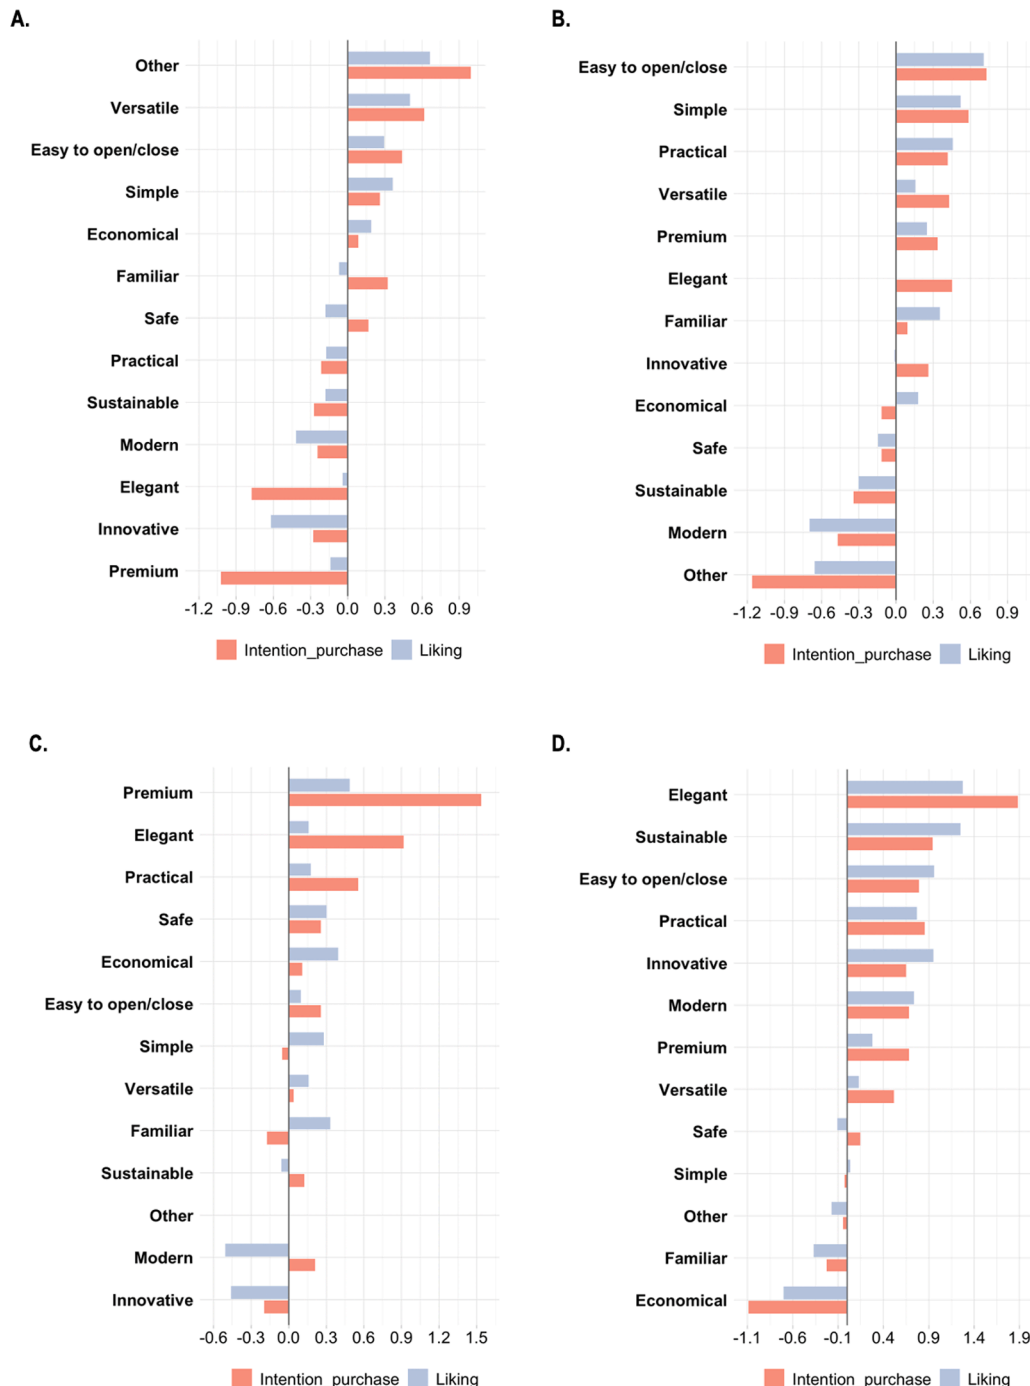 A.
Other
Versatile
Easy to open/close
Simple
Economical
Familiar
Safe
Practical
Sustainable
Modern
Elegant
Innovative
Premium
-1.2 -0.9 -0.6 -0.3 0.0 0.3 0.6 0.9
Intention_purchase Liking
B.
Easy to open/close
Simple
Practical
Versatile
Premium
Elegant
Familiar
Innovative
Economical
Safe
Sustainable
Modern
Other
-1.2 -0.9 -0.6 -0.3 0.0 0.3 0.6 0.9
Intention_purchase Liking
C.
Premium
Elegant
Practical
Safe
Economical
Easy to open/close
Simple
Versatile
Familiar
Sustainable
Other
Modern
Innovative
-0.6 -0.3 0.0 0.3 0.6 0.9 1.2 1.5
Intention_purchase Liking
D.
Elegant
Sustainable
Easy to open/close
Practical
Innovative
Modern
Premium
Versatile
Safe
Simple
Other
Familiar
Economical
-1.1 -0.6 -0.1 0.4 0.9 1.4 1.9
Intention_purchase Liking